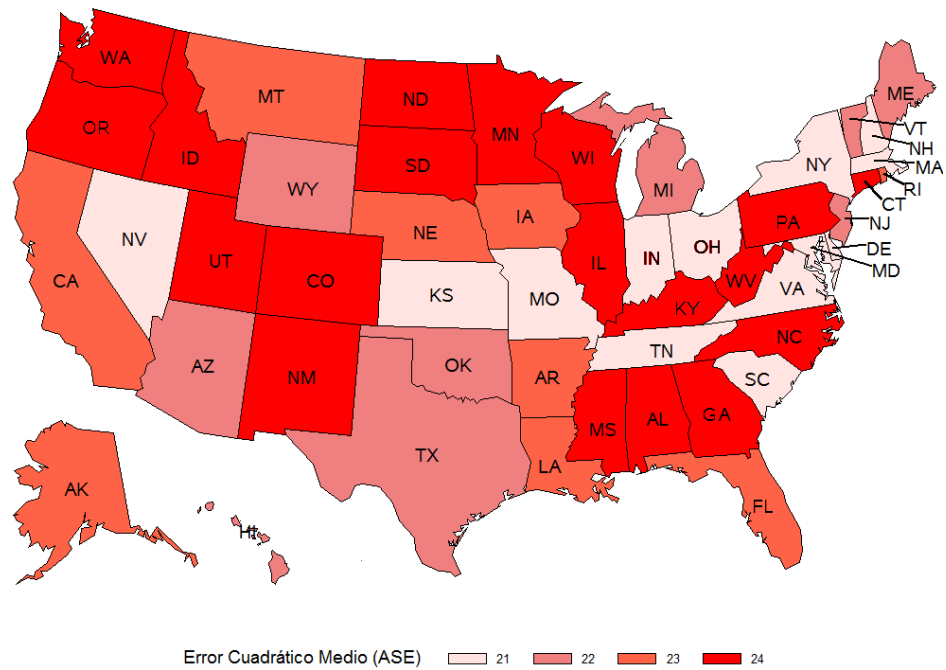 WA
MT
ND
MN
ME
VT
NH
MA
RI
CT
OR
ID
SD
WI
NY
WY
MI
IA
PA
NJ
NE
DE
MD
NV
UT
CO
IL
IN
OH
WV
VA
CA
KS
MO
KY
NC
TN
AZ
NM
OK
AR
SC
MS
AL
GA
TX
LA
AK
FL
HI
Error Cuadrático Medio (ASE) 21 22 23 24